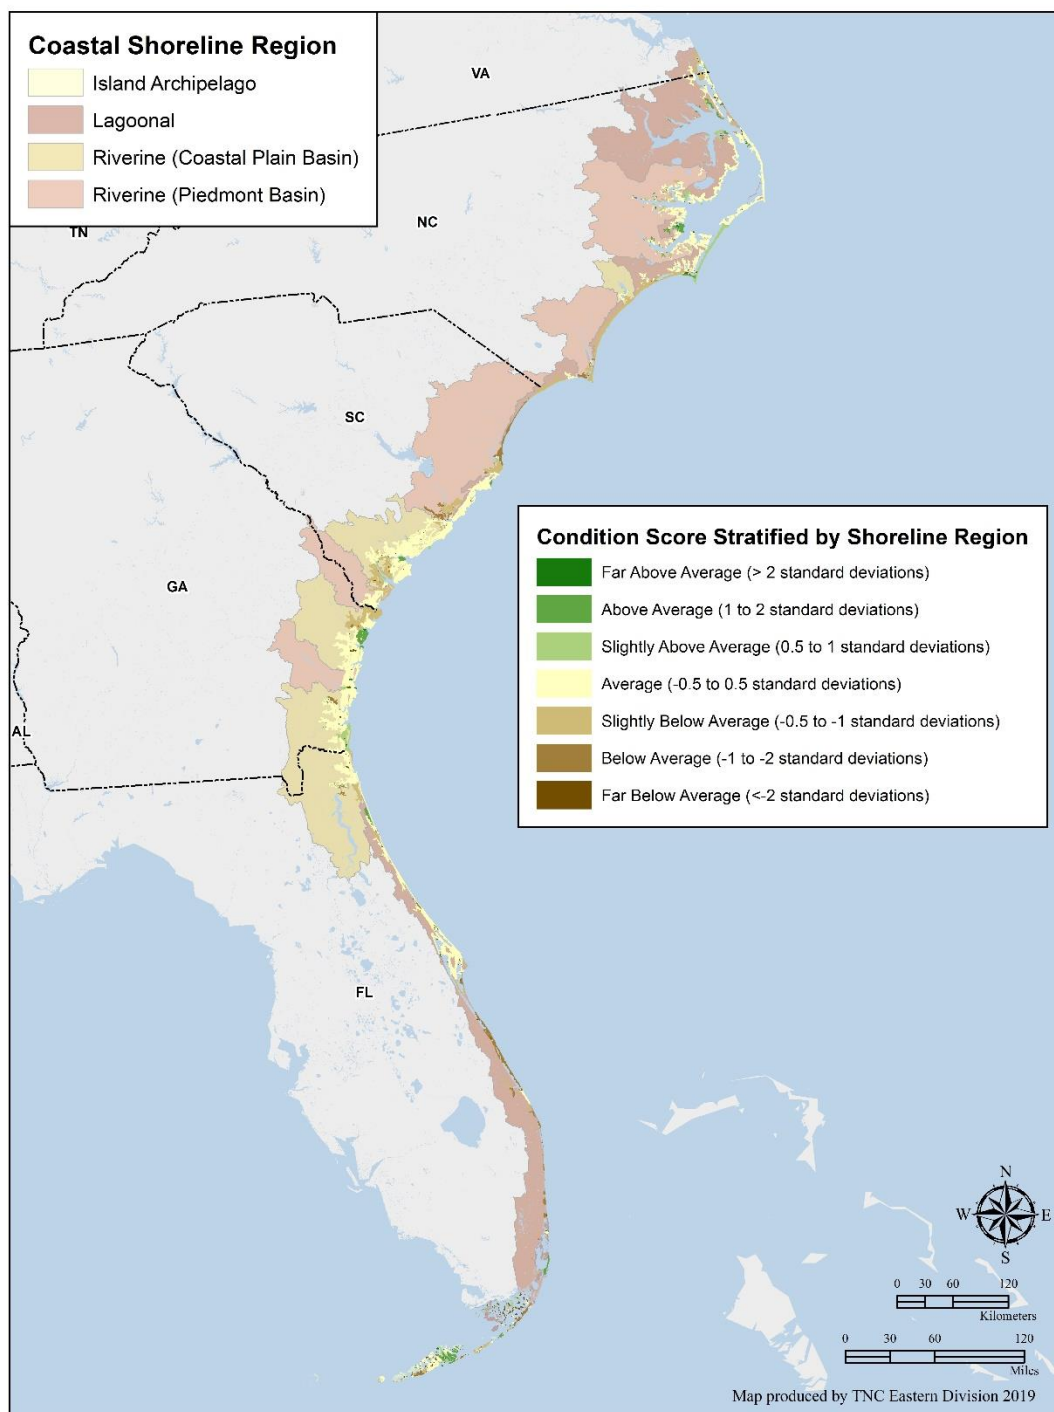 Coastal Shoreline Region
Island Archipelago
Lagoonal
Riverine (Coastal Plain Basin)
Riverine (Piedmont Basin)
VA
TN
NC
SC
GA
AL
FL
Condition Score Stratified by Shoreline Region
Far Above Average (> 2 standard deviations)
Above Average (1 to 2 standard deviations)
Slightly Above Average (0.5 to 1 standard deviations)
Average (-0.5 to 0.5 standard deviations)
Slightly Below Average (-0.5 to -1 standard deviations)
Below Average (-1 to -2 standard deviations)
Far Below Average (<-2 standard deviations)
N
W E
S
0 30 60 120
Kilometers
0 30 60 120
Miles
Map produced by TNC Eastern Division 2019